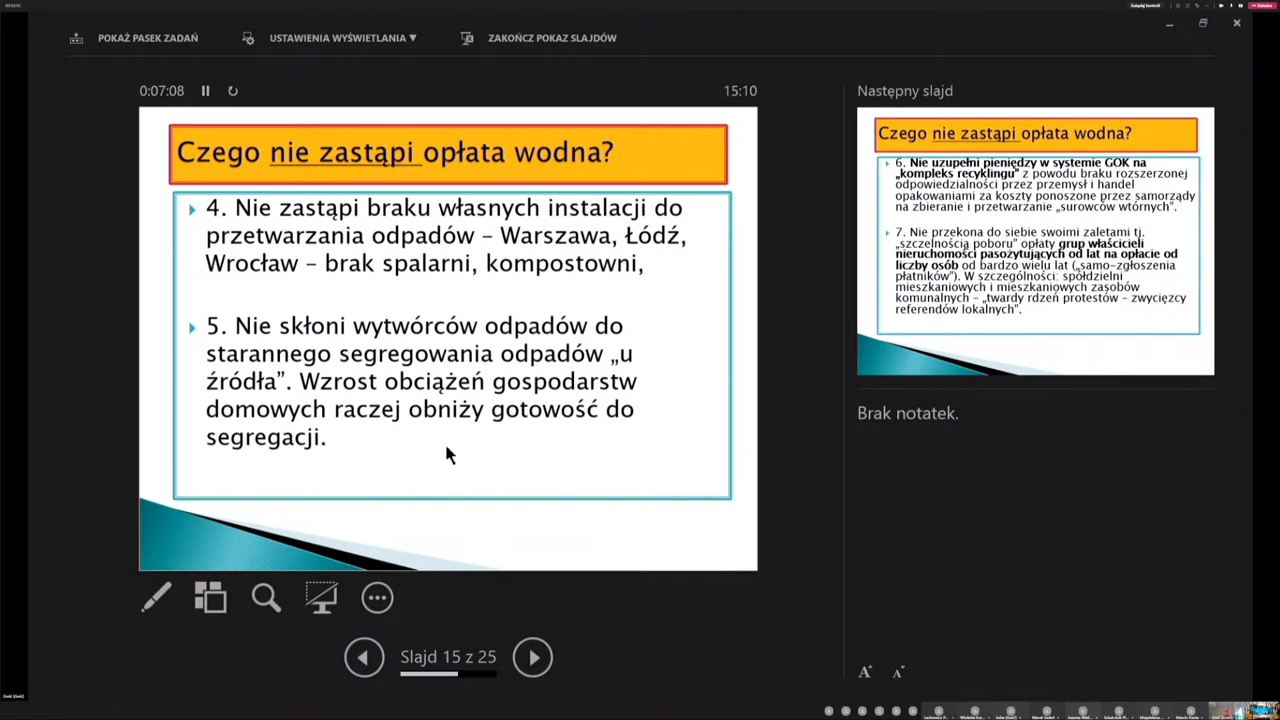 POKAŻ PASEK ZADAŃ
USTAWIENIA WYŚWIETLANIA ▼
ZAKOŃCZ POKAZ SLAJDÓW
0:07:08
15:10
Czego nie zastąpi opłata wodna?
4. Nie zastąpi braku własnych instalacji do
przetwarzania odpadów – Warszawa, Łódź,
Wrocław – brak spalarni, kompostowni,
5. Nie skłoni wytwórców odpadów do
starannego segregowania odpadów „u
źródła”. Wzrost obciążeń gospodarstw
domowych raczej obniży gotowość do
segregacji.
Slajd 15 z 25
Następny slajd
Czego nie zastąpi opłata wodna?
6. Nie uzupełni pieniędzy w systemie GOK na
„kompleks recyklingu” z powodu braku rozszerzonej
odpowiedzialności przez przemysł i handel
opakowaniami za koszty ponoszone przez samorządy
na zbieranie i przetwarzanie „surowców wtórnych”.
7. Nie przekona do siebie swoimi zaletami tj.
„szczelnością poboru” opłaty grup właścicieli
nieruchomości pasożytujących od lat na opłacie od
liczby osób od bardzo wielu lat („samo-zgłoszenia
płatników”). W szczególności: spółdzielni
mieszkaniowych i mieszkaniowych zasobów
komunalnych – „twardy rdzeń protestów – zwycięzcy
referendów lokalnych”.
Brak notatek.